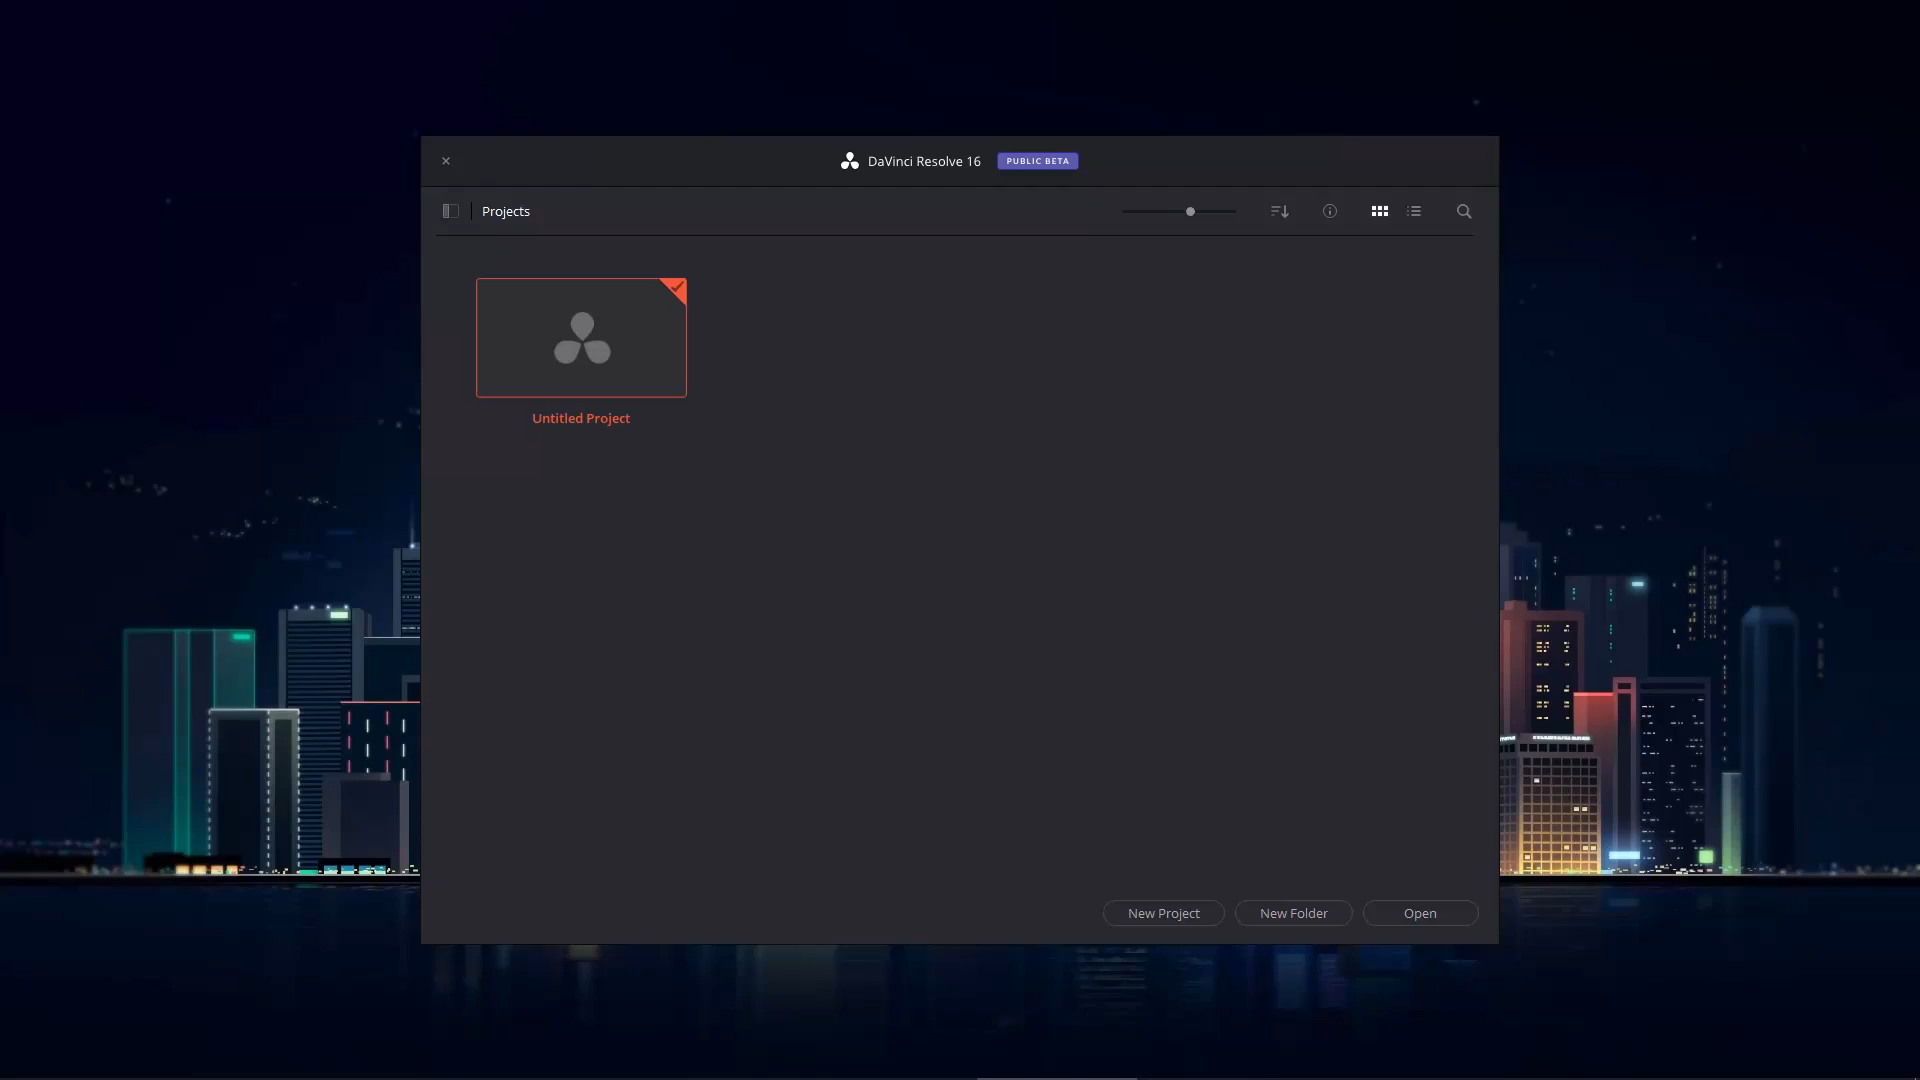 DaVinci Resolve 16 PUBLIC BETA
Projects
Untitled Project
New Project New Folder Open